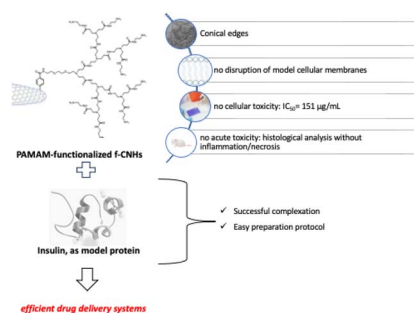 Conical edges
no disruption of model cellular membranes
no cellular toxicity: IC50= 151 µg/mL
no acute toxicity: histological analysis without
inflammation/necrosis
PAMAM-functionalized f-CNHs
Insulin, as model protein
✓ Successful complexation
✓ Easy preparation protocol
efficient drug delivery systems